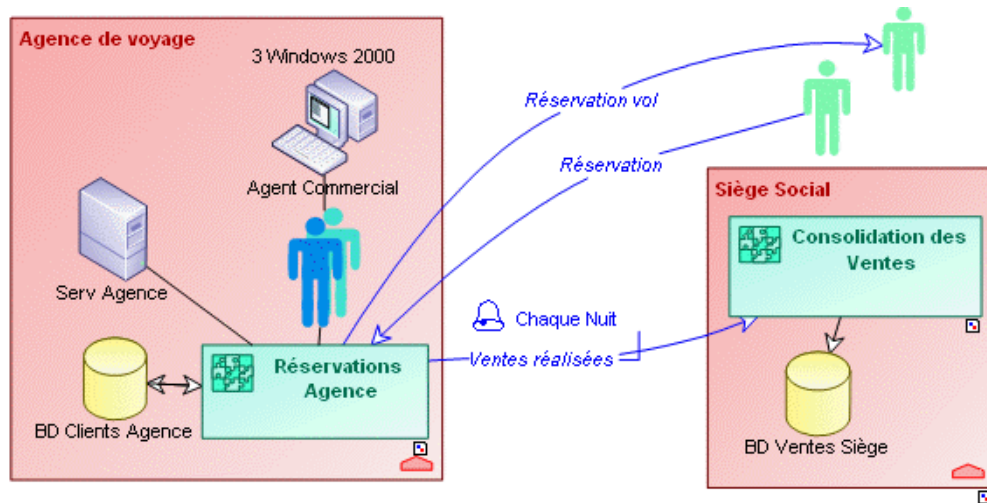 Agence de voyage
3 Windows 2000
Agent Commercial
Serv Agence
BD Clients Agence
Réservations
Agence
Réservation vol
Réservation
Chaque Nuit
Ventes réalisées
Siège Social
Consolidation des
Ventes
BD Ventes Siège